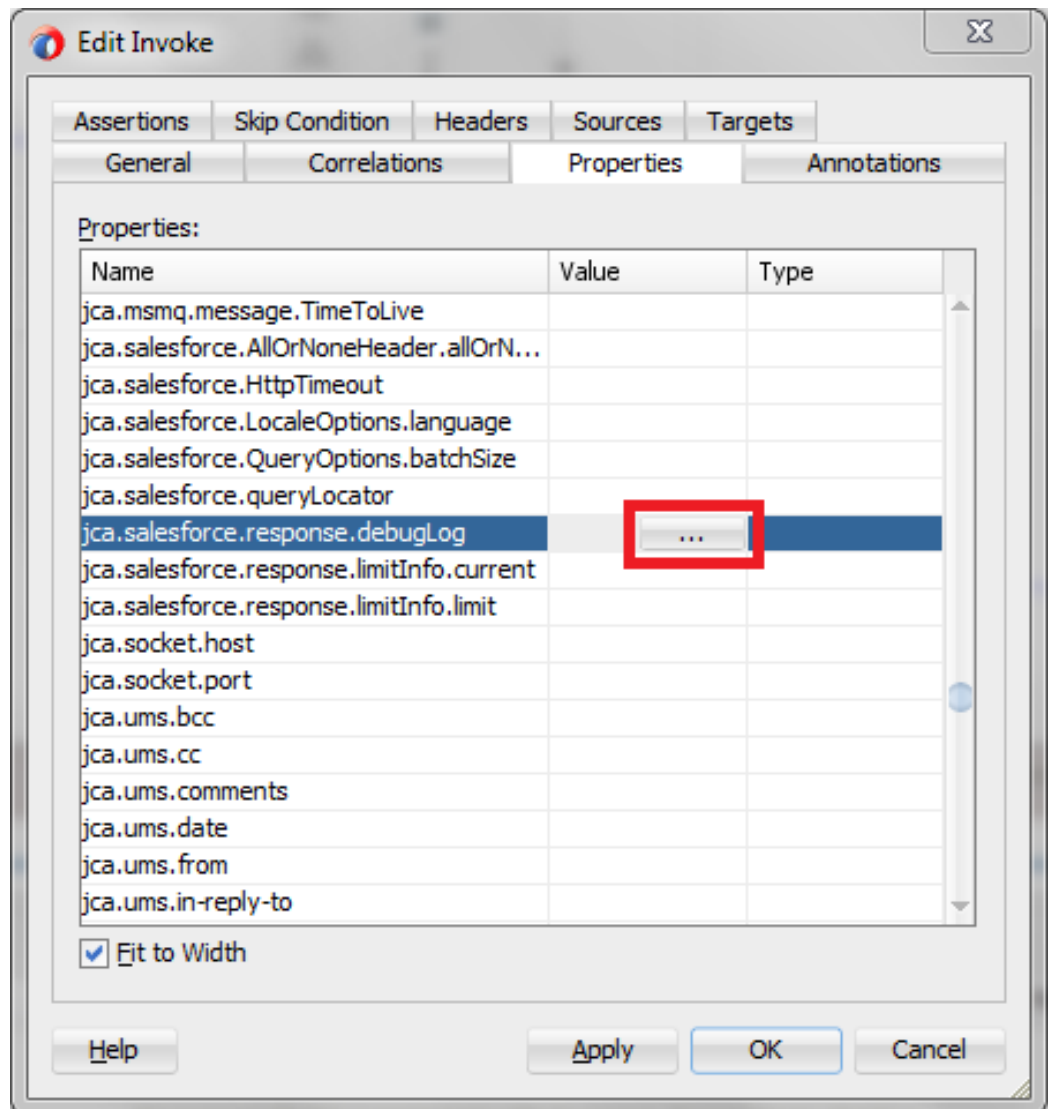 Edit Invoke
Assertions Skip Condition Headers Sources Targets
General Correlations Properties Annotations
Properties:
Name Value Type
jca.msmq.message.TimeToLive
jca.salesforce.AllOrNoneHeader.allOrN...
jca.salesforce.HttpTimeout
jca.salesforce.LocaleOptions.language
jca.salesforce.QueryOptions.batchSize
jca.salesforce.queryLocator
jca.salesforce.response.debugLog ...
jca.salesforce.response.limitInfo.current
jca.salesforce.response.limitInfo.limit
jca.socket.host
jca.socket.port
jca.ums.bcc
jca.ums.cc
jca.ums.comments
jca.ums.date
jca.ums.from
jca.ums.in-reply-to
Fit to Width
Help Apply OK Cancel